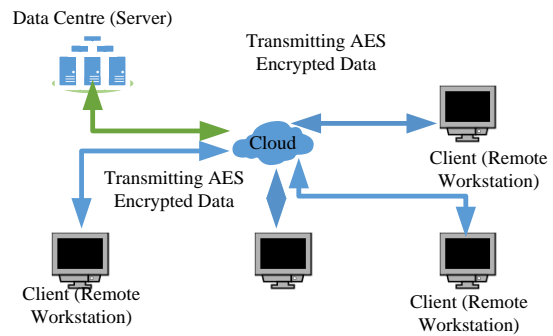 Data Centre (Server)
Transmitting AES
Encrypted Data
Cloud
Client (Remote
Workstation)
Transmitting AES
Encrypted Data
Client (Remote
Workstation)
Client (Remote
Workstation)